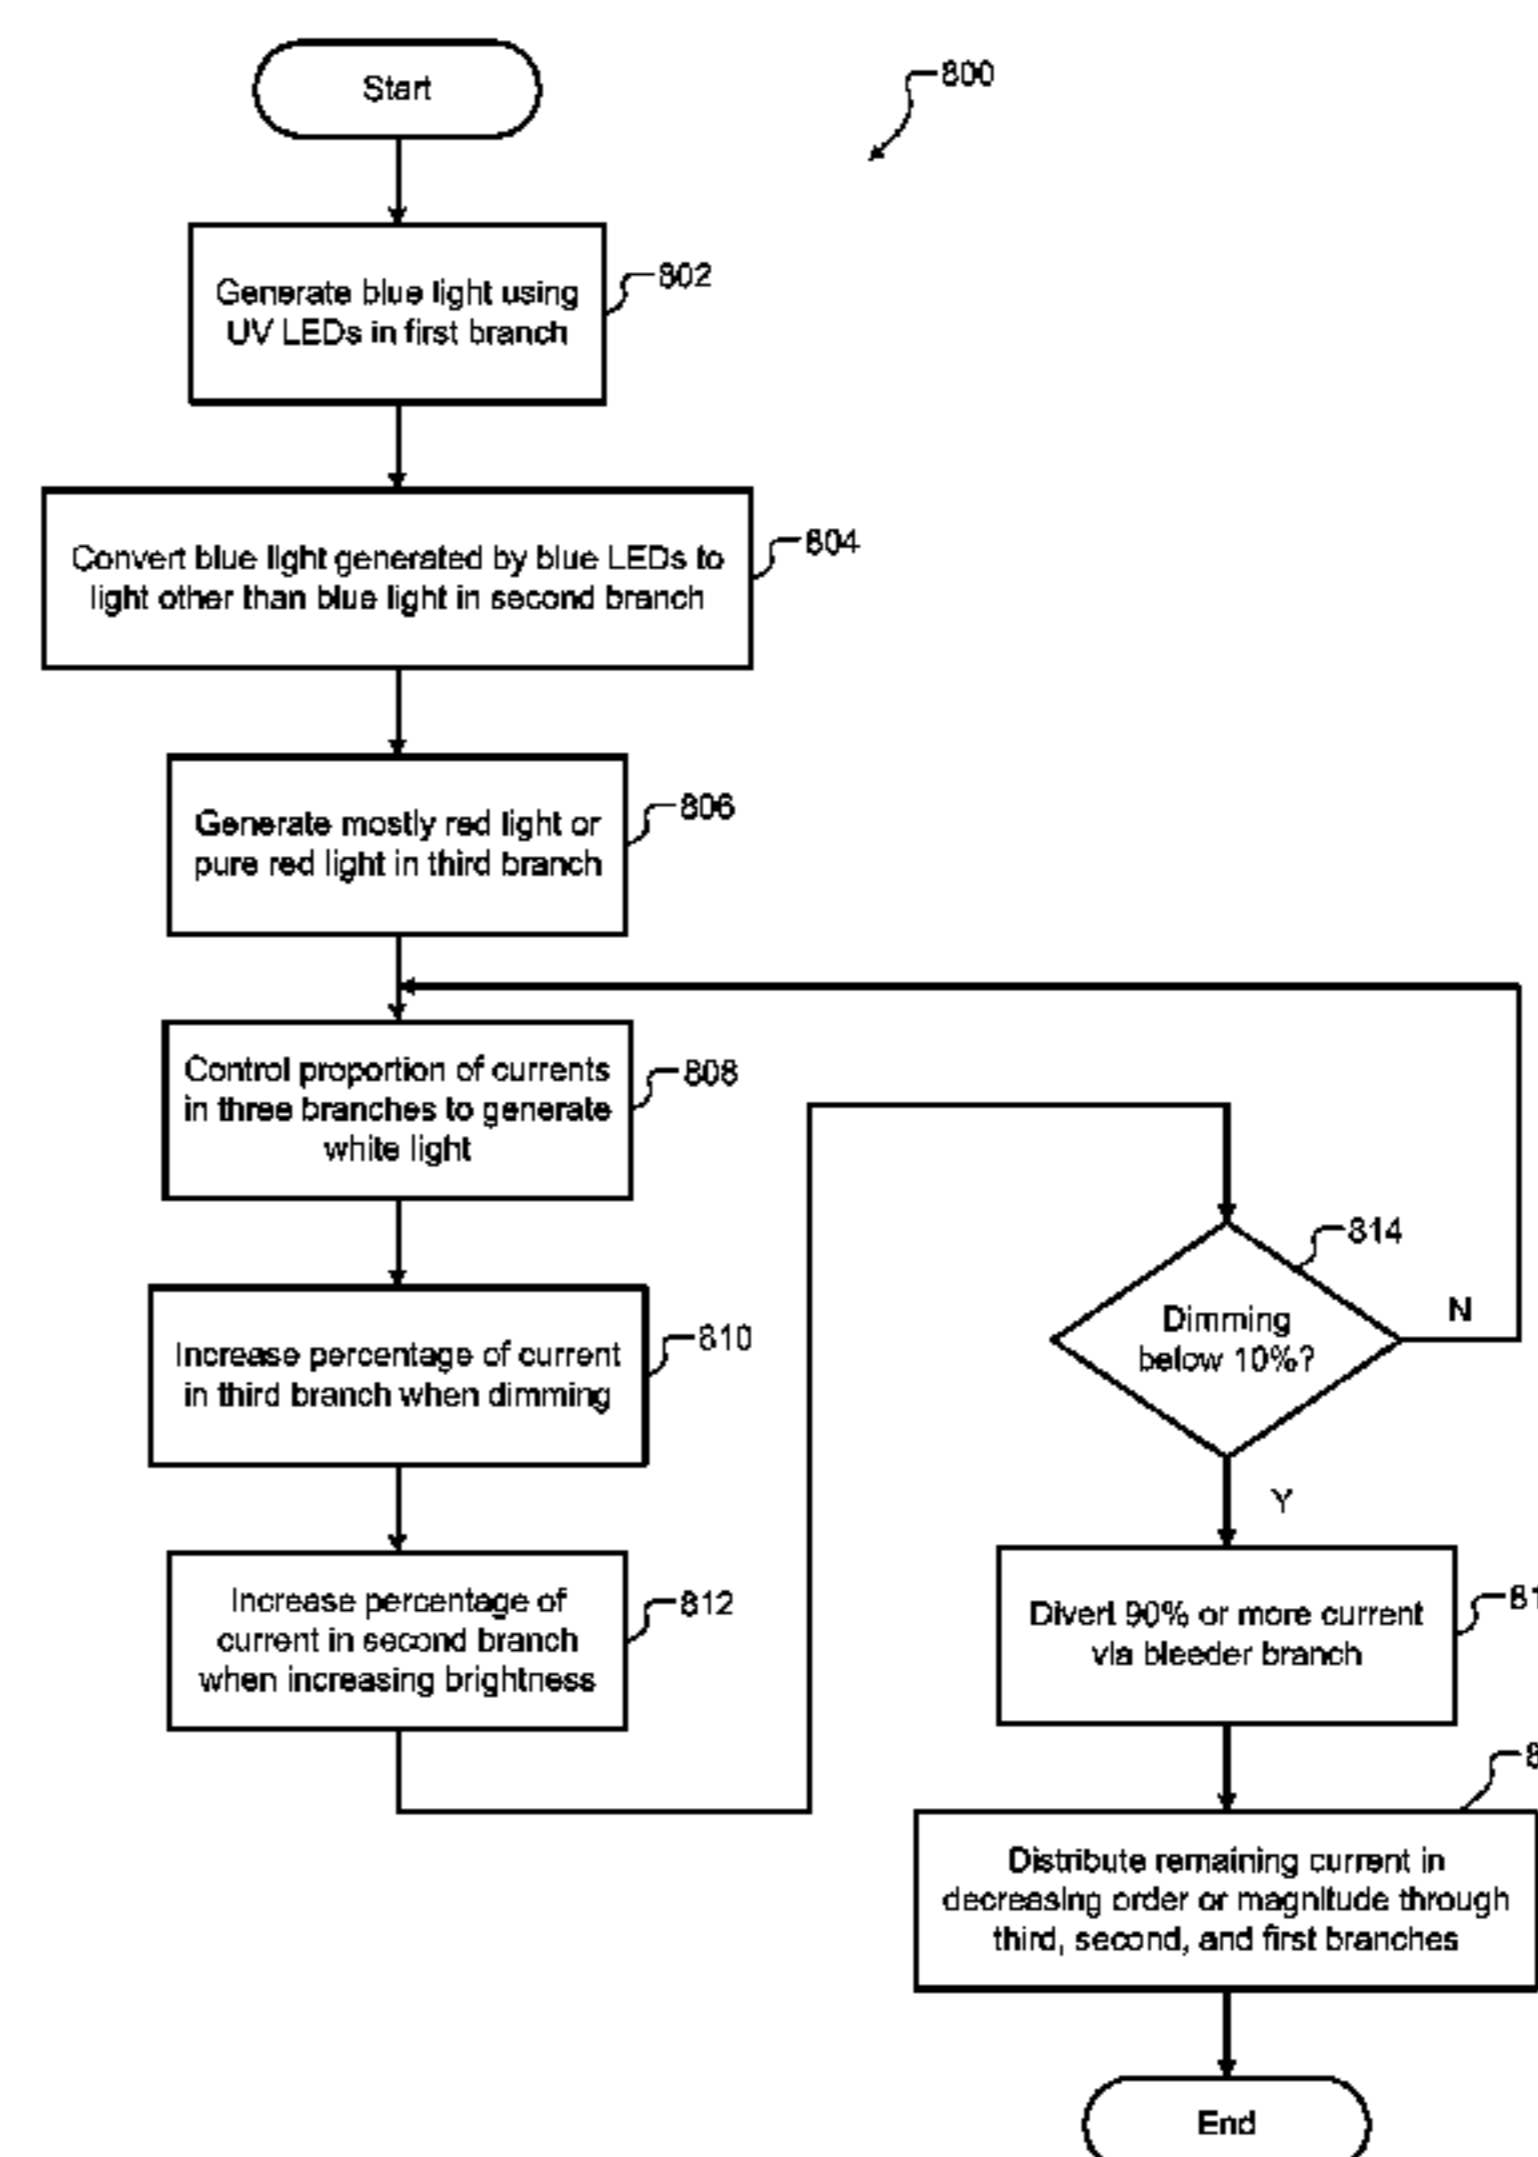 Start
800
Generate blue light using
UV LEDs in first branch
802
Convert blue light generated by blue LEDs to
light other than blue light in second branch
804
Generate mostly red light or
pure red light in third branch
806
Control proportion of currents
in three branches to generate
white light
808
Increase percentage of current
in third branch when dimming
810
Increase percentage of
current in second branch
when increasing brightness
812
Dimming
below 10%?
814
N
Y
Divert 90% or more current
via bleeder branch
Distribute remaining current in
decreasing order or magnitude through
third, second, and first branches
End